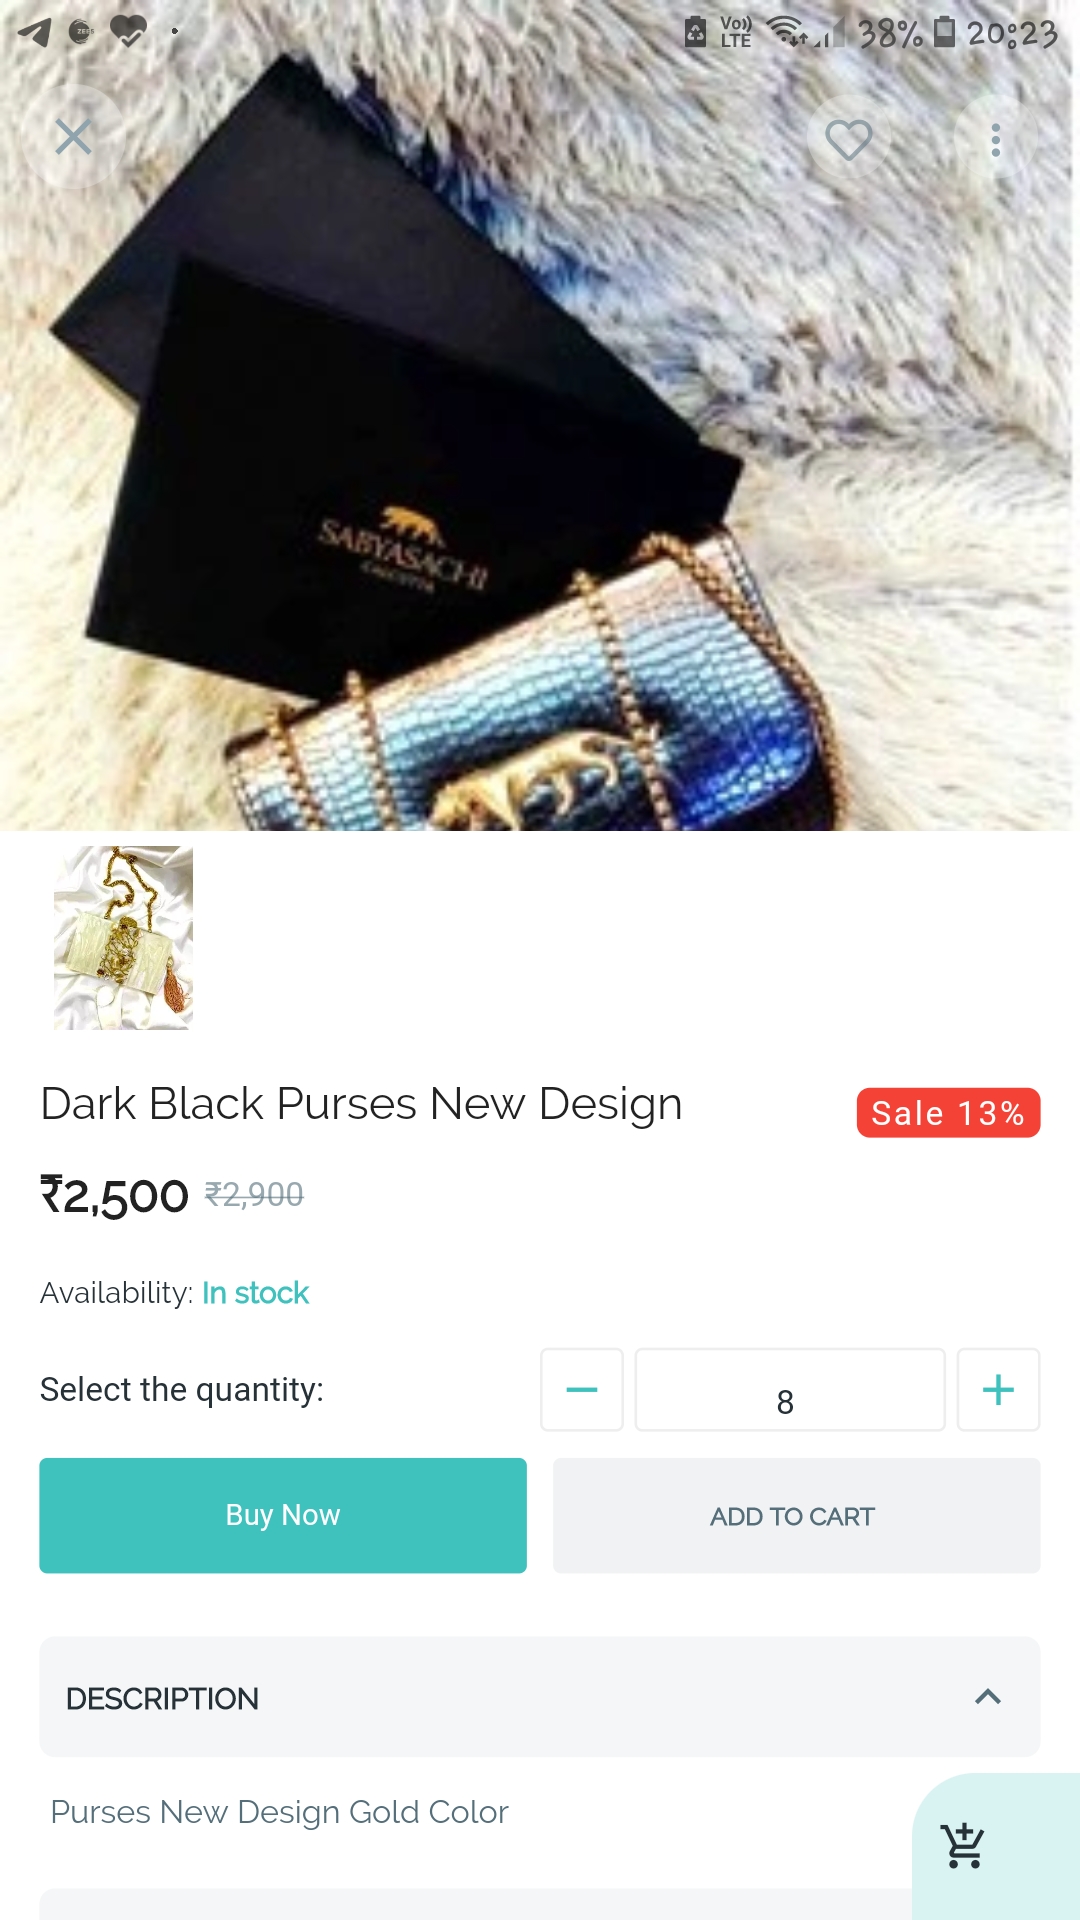 Vo)) LTE 38% 20:23
SABYASACHI
CALCUTTA
Dark Black Purses New Design
Sale 13%
₹2,500 ₹2,900
Availability: In stock
Select the quantity:
8
Buy Now
ADD TO CART
DESCRIPTION
Purses New Design Gold Color